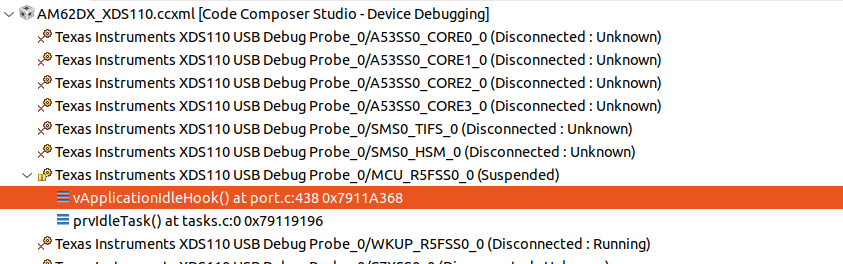 AM62DX_XDS110.ccxml [Code Composer Studio - Device Debugging]
Texas Instruments XDS110 USB Debug Probe_0/A53SS0_CORE0_0 (Disconnected : Unknown)
Texas Instruments XDS110 USB Debug Probe_0/A53SS0_CORE1_0 (Disconnected : Unknown)
Texas Instruments XDS110 USB Debug Probe_0/A53SS0_CORE2_0 (Disconnected : Unknown)
Texas Instruments XDS110 USB Debug Probe_0/A53SS0_CORE3_0 (Disconnected : Unknown)
Texas Instruments XDS110 USB Debug Probe_0/SMS0_TIFS_0 (Disconnected : Unknown)
Texas Instruments XDS110 USB Debug Probe_0/SMS0_HSM_0 (Disconnected : Unknown)
Texas Instruments XDS110 USB Debug Probe_0/MCU_R5FSS0_0 (Suspended)
vApplicationIdleHook() at port.c:438 0x7911A368
prvIdleTask() at tasks.c:0 0x79119196
Texas Instruments XDS110 USB Debug Probe_0/WKUP_R5FSS0_0 (Disconnected : Running)